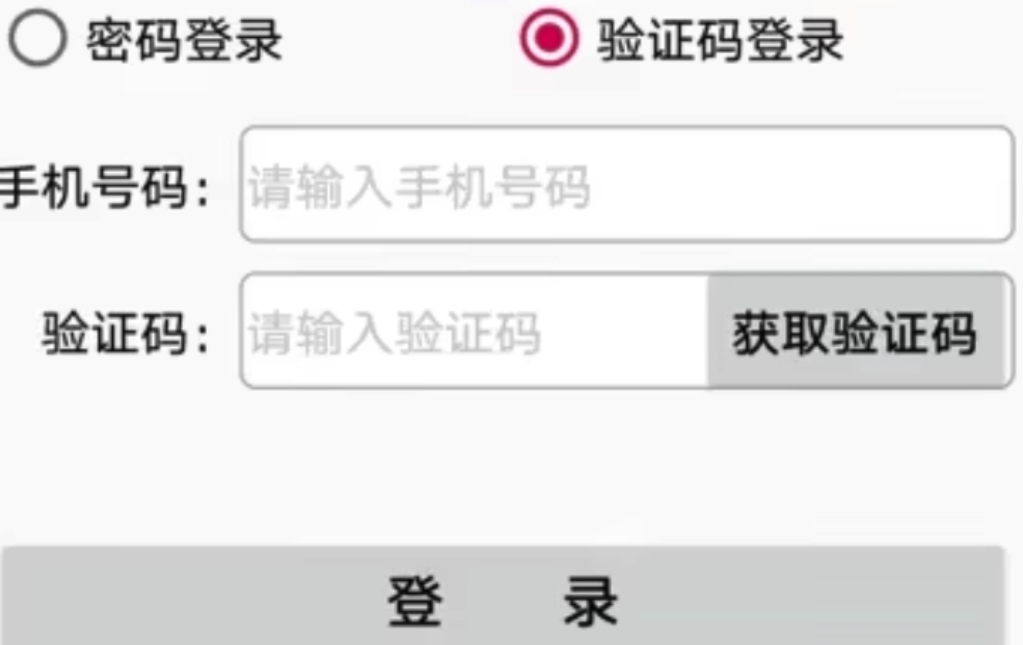 密码登录 验证码登录
手机号码： 请输入手机号码
验证码： 请输入验证码 获取验证码
登 录